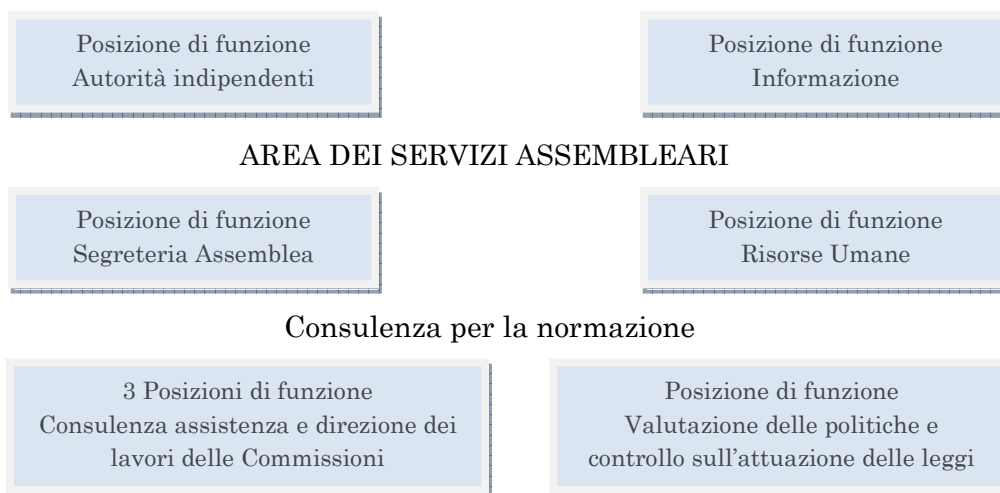 Posizione di funzione
Autorità indipendenti
Posizione di funzione
Informazione
AREA DEI SERVIZI ASSEMBLEARI
Posizione di funzione
Segreteria Assemblea
Posizione di funzione
Risorse Umane
Consulenza per la normazione
3 Posizioni di funzione
Consulenza assistenza e direzione dei
lavori delle Commissioni
Posizione di funzione
Valutazione delle politiche e
controllo sull'attuazione delle leggi